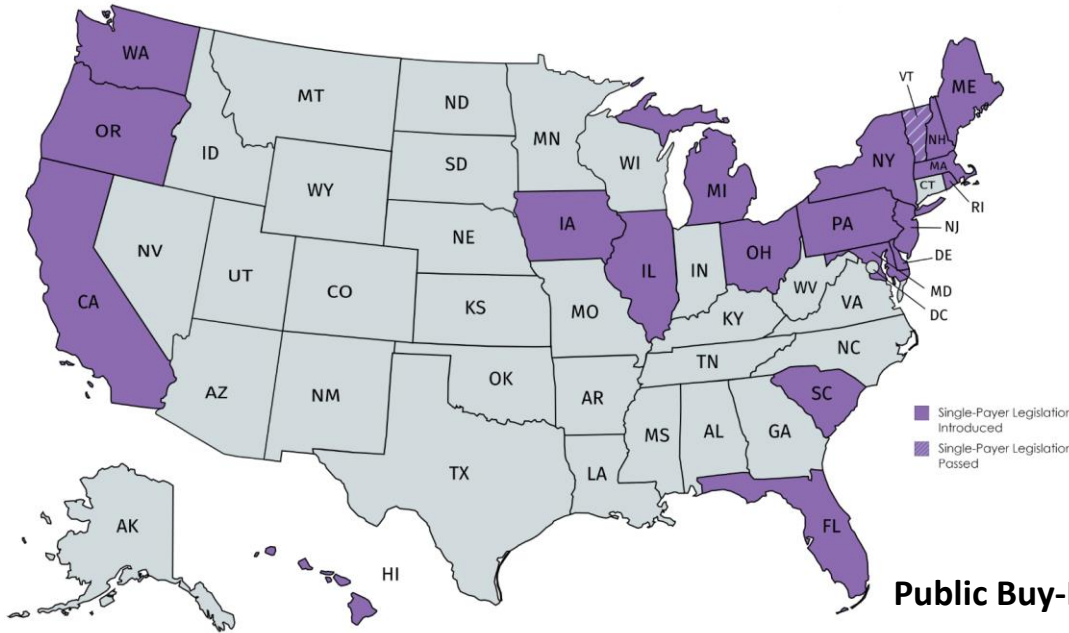 WA
MT
ND
MN
VT
ME
OR
ID
SD
WI
NY
NH
MA
WY
MI
CT
RI
IA
PA
NJ
NV
NE
IL
IN
OH
DE
CA
UT
CO
WV
MD
VA
DC
KS
MO
KY
NC
TN
AZ
NM
OK
AR
SC
MS
AL
GA
Single-Payer Legislation
Introduced
Single-Payer Legislation
Passed
TX
LA
AK
FL
HI
Public Buy-